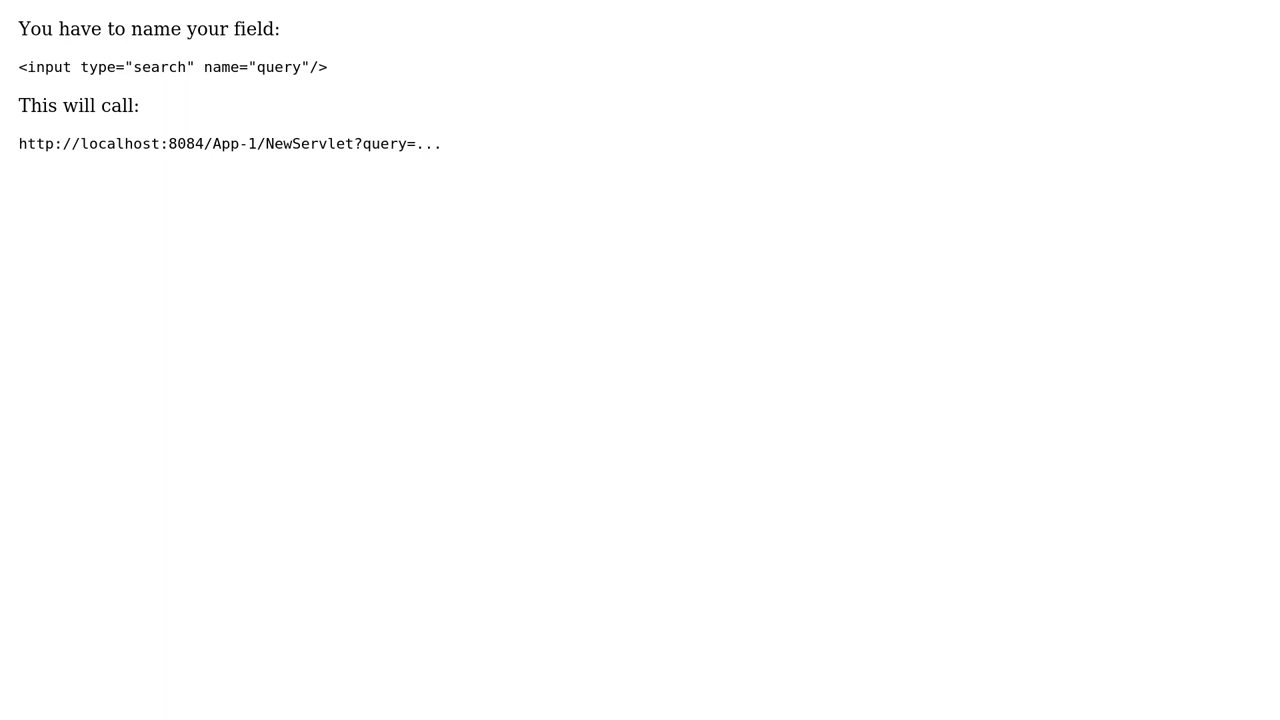 You have to name your field:
<input type="search" name="query"/>
This will call:
http://localhost:8084/App-1/NewServlet?query=...